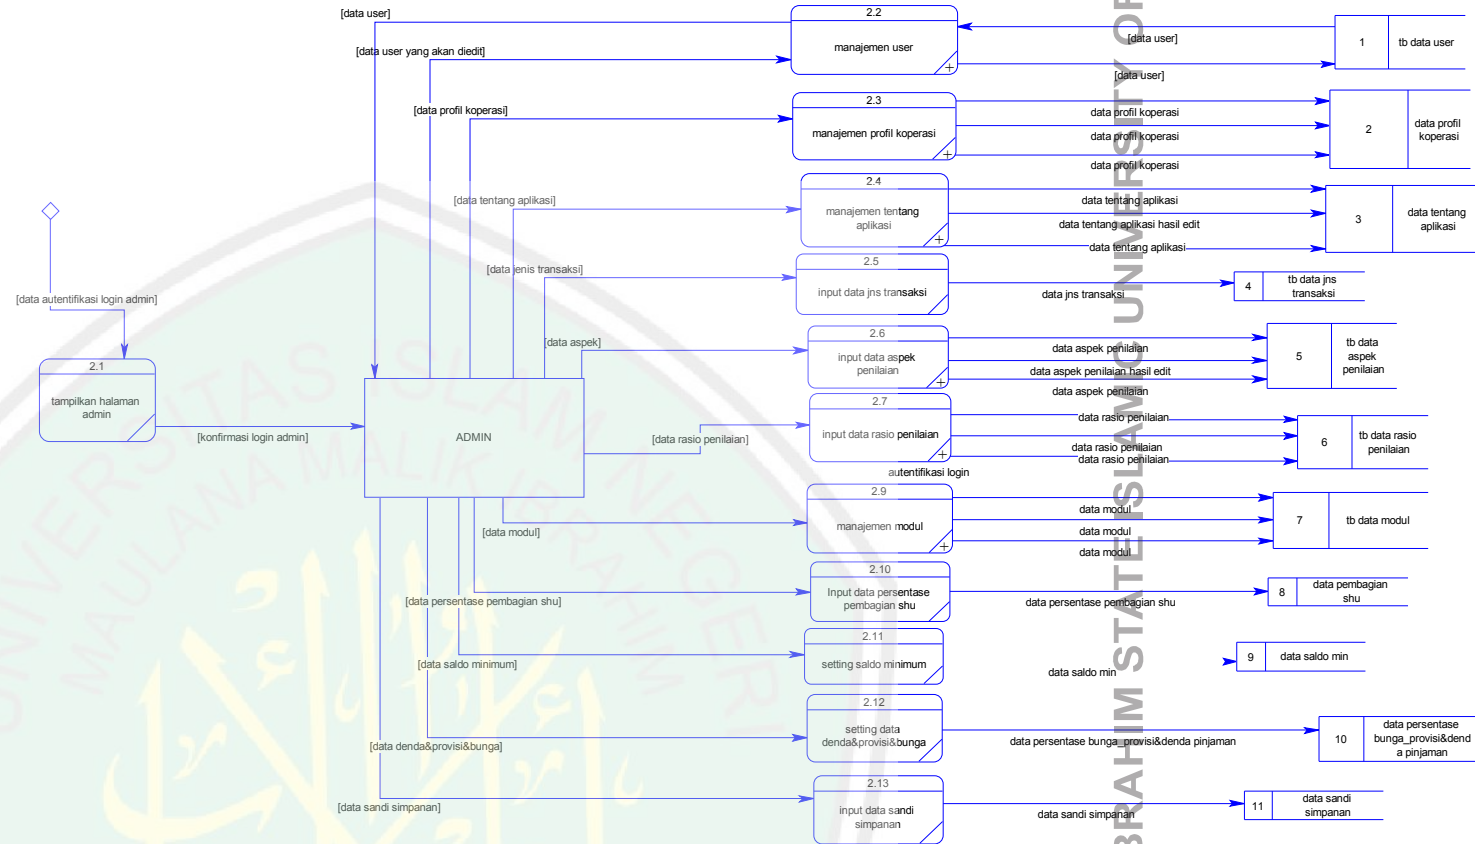 [data user]
2.2
manajemen user
+
[data user]
[data user]
1
tb data user
[data user yang akan diedit]
[data profil koperasi]
2.3
manajemen profil koperasi
+
data profil koperasi
data profil koperasi
data profil koperasi
2
data profil
koperasi
[data tentang aplikasi]
2.4
manajemen tentang
aplikasi
+
data tentang aplikasi
data tentang aplikasi hasil edit
data tentang aplikasi
3
data tentang
aplikasi
[data jenis transaksi]
2.5
input data jns transaksi
data jns transaksi
4
tb data jns
transaksi
[data autentifikasi login admin]
2.1
tampilkan halaman
admin
[konfirmasi login admin]
ADMIN
[data aspek]
2.6
input data aspek
penilaian
+
data aspek penilaian
data aspek penilaian hasil edit
data aspek penilaian
5
tb data
aspek
penilaian
[data rasio penilaian]
2.7
input data rasio penilaian
+
data rasio penilaian
data rasio penilaian
data rasio penilaian
6
tb data rasio
penilaian
autentifikasi login
[data modul]
2.9
manajemen modul
+
data modul
data modul
data modul
7
tb data modul
[data persentase pembagian shu]
2.10
Input data persentase
pembagian shu
data persentase pembagian shu
8
data pembagian
shu
[data saldo minimum]
2.11
setting saldo minimum
data saldo min
9
data saldo min
[data denda&provisi&bunga]
2.12
setting data
denda&provisi&bunga
data persentase bunga_provisi&denda pinjaman
10
data persentase
bunga_provisi&dend
a pinjaman
[data sandi simpanan]
2.13
input data sandi
simpanan
data sandi simpanan
11
data sandi
simpanan
UNIVERSITAS ISLAM NEGERI
MAULANA MALIK IBRAHIM
BRAHIM STATE ISLAMIC UNIVERSITY OF